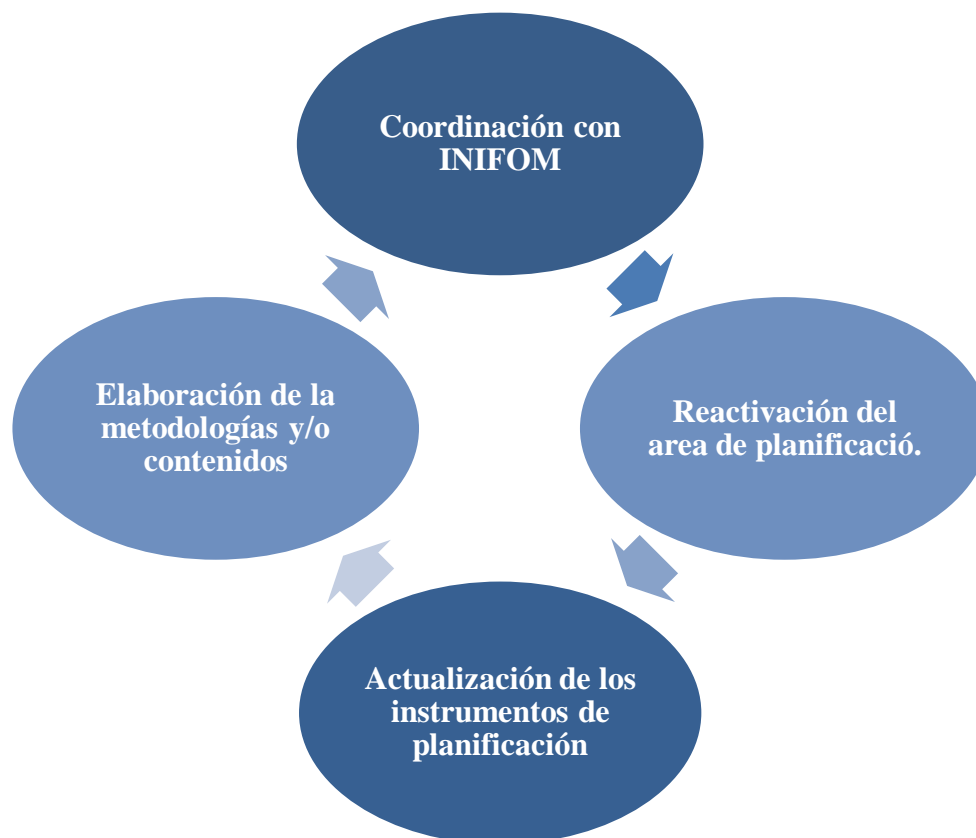 Coordinación con
INIFOM
Reactivación del
area de planificació.
Actualización de los
instrumentos de
planificación
Elaboración de la
metodologías y/o
contenidos